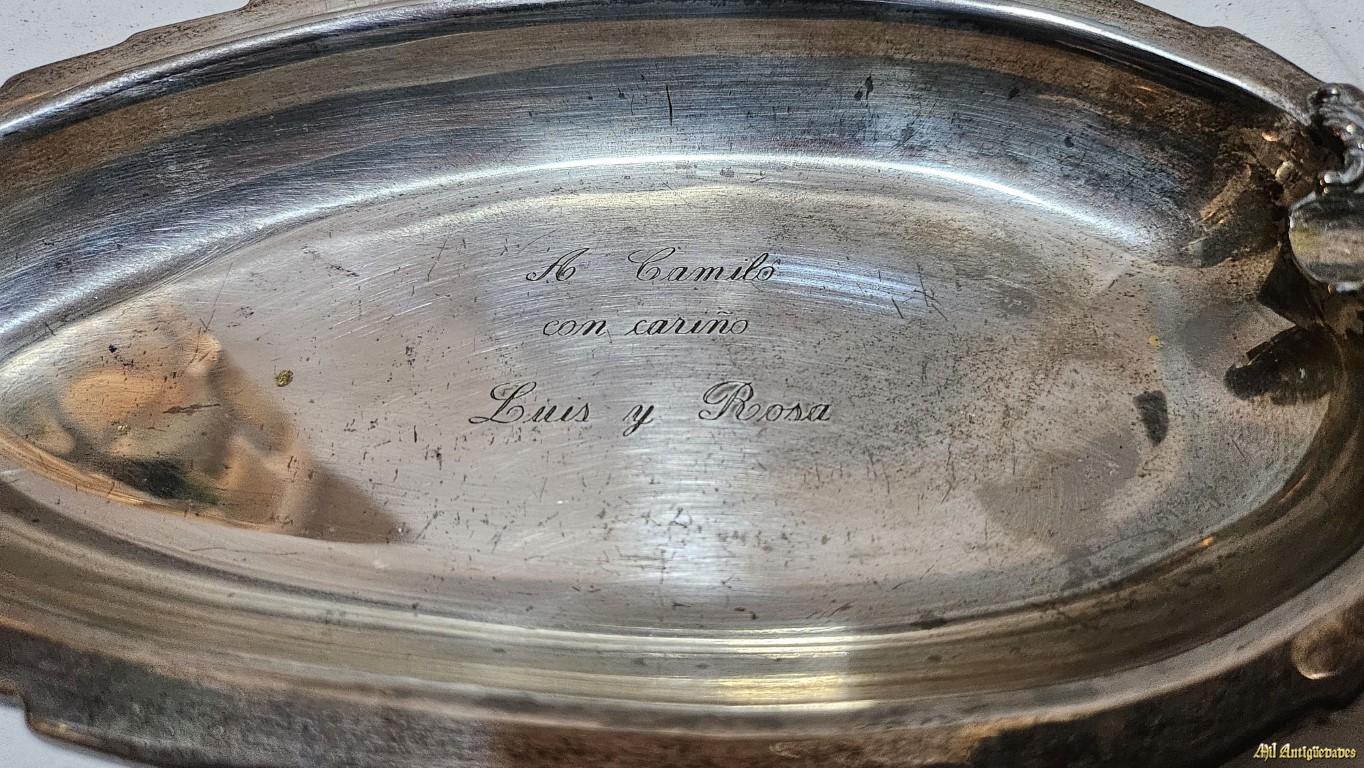 A Camilo
con cariño
Luis y Rosa
Mil Antigüedades